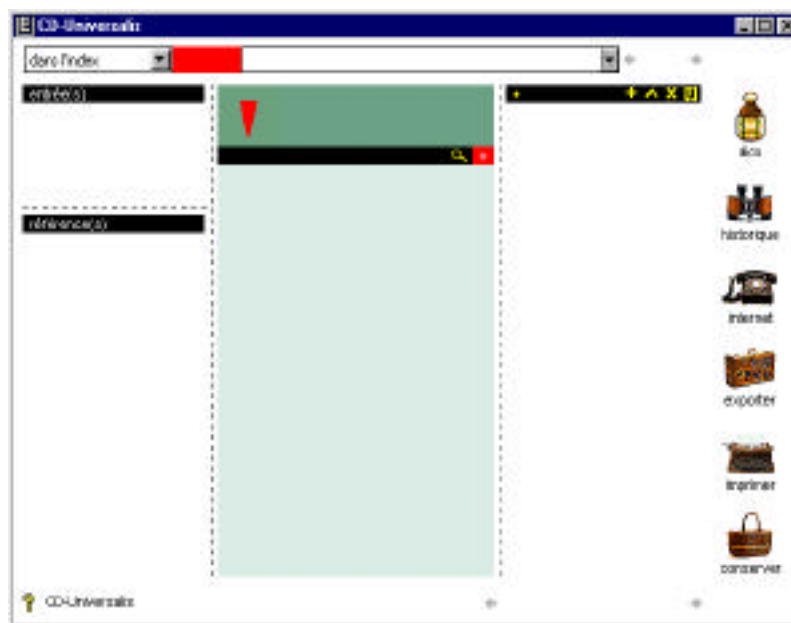 CD-Universalis
dans l'index
entrée(s)
référence(s)
dico
historique
internet
exporter
imprimer
conserver
CD-Universalis